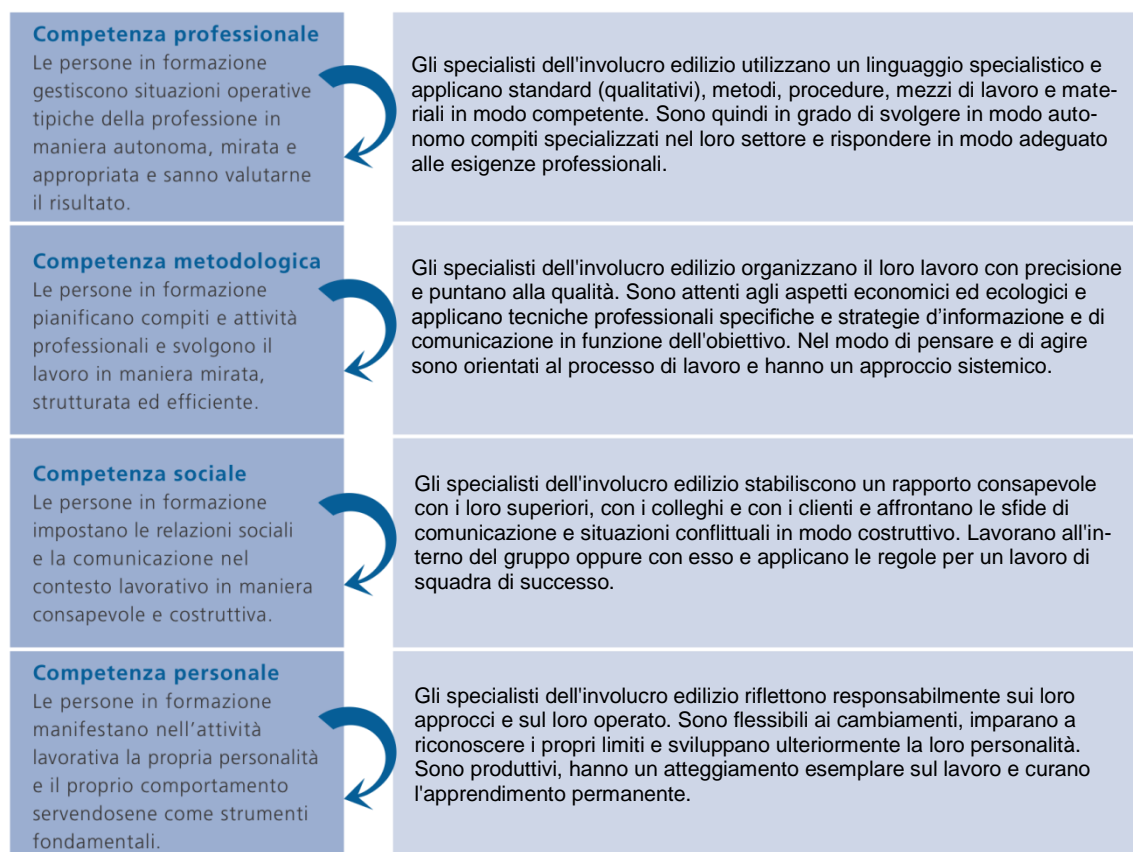 Competenza professionale
Le persone in formazione
gestiscono situazioni operative
tipiche della professione in
maniera autonoma, mirata e
appropriata e sanno valutarne
il risultato.
Gli specialisti dell'involucro edilizio utilizzano un linguaggio specialistico e
applicano standard (qualitativi), metodi, procedure, mezzi di lavoro e mate-
riali in modo competente. Sono quindi in grado di svolgere in modo auto-
nomo compiti specializzati nel loro settore e rispondere in modo adeguato
alle esigenze professionali.
Competenza metodologica
Le persone in formazione
pianificano compiti e attività
professionali e svolgono il
lavoro in maniera mirata,
strutturata ed efficiente.
Gli specialisti dell'involucro edilizio organizzano il loro lavoro con precisione
e puntano alla qualità. Sono attenti agli aspetti economici ed ecologici e
applicano tecniche professionali specifiche e strategie d’informazione e di
comunicazione in funzione dell'obiettivo. Nel modo di pensare e di agire
sono orientati al processo di lavoro e hanno un approccio sistemico.
Competenza sociale
Le persone in formazione
impostano le relazioni sociali
e la comunicazione nel
contesto lavorativo in maniera
consapevole e costruttiva.
Gli specialisti dell'involucro edilizio stabiliscono un rapporto consapevole
con i loro superiori, con i colleghi e con i clienti e affrontano le sfide di
comunicazione e situazioni conflittuali in modo costruttivo. Lavorano all'in-
terno del gruppo oppure con esso e applicano le regole per un lavoro di
squadra di successo.
Competenza personale
Le persone in formazione
manifestano nell’attività
lavorativa la propria personalità
e il proprio comportamento
servendosene come strumenti
fondamentali.
Gli specialisti dell'involucro edilizio riflettono responsabilmente sui loro
approcci e sul loro operato. Sono flessibili ai cambiamenti, imparano a
riconoscere i propri limiti e sviluppano ulteriormente la loro personalità.
Sono produttivi, hanno un atteggiamento esemplare sul lavoro e curano
l'apprendimento permanente.